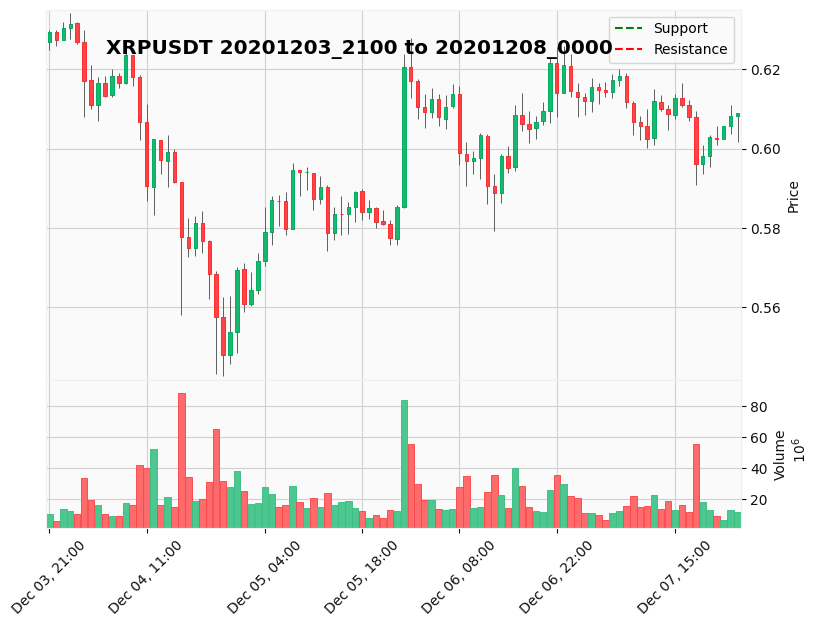 XRPUSDT 20201203_2100 to 20201208_0000
Support
Resistance
0.62
0.60
0.58
0.56
Price
80
60
40
20
Volume
10^6
Dec 03, 21:00
Dec 04, 11:00
Dec 05, 04:00
Dec 05, 18:00
Dec 06, 08:00
Dec 06, 22:00
Dec 07, 15:00